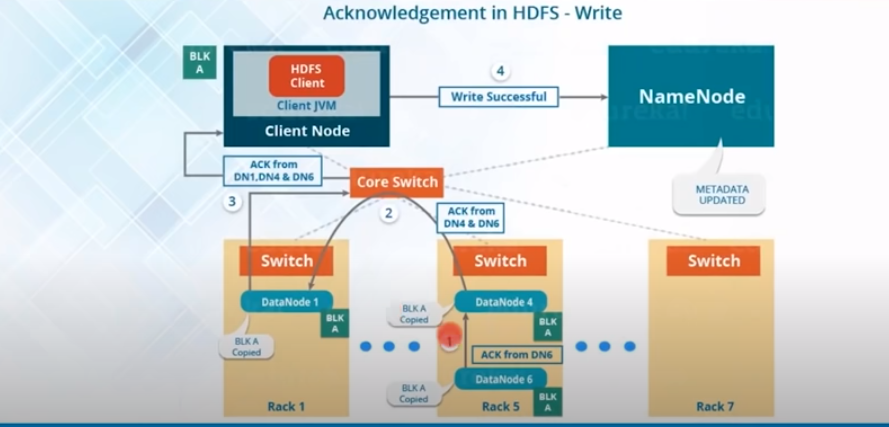 Acknowledgement in HDFS - Write
BLK
A
HDFS
Client
Client JVM
Client Node
4
Write Successful
NameNode
METADATA
UPDATED
ACK from
DN1,DN4 & DN6
3
Core Switch
2
ACK from
DN4 & DN6
Switch
Switch
Switch
DataNode 1
BLK
A
BLK A
Copied
DataNode 4
BLK A
Copied
BLK
A
1
ACK from DN6
DataNode 6
BLK A
Copied
BLK
A
Rack 1
Rack 5
Rack 7